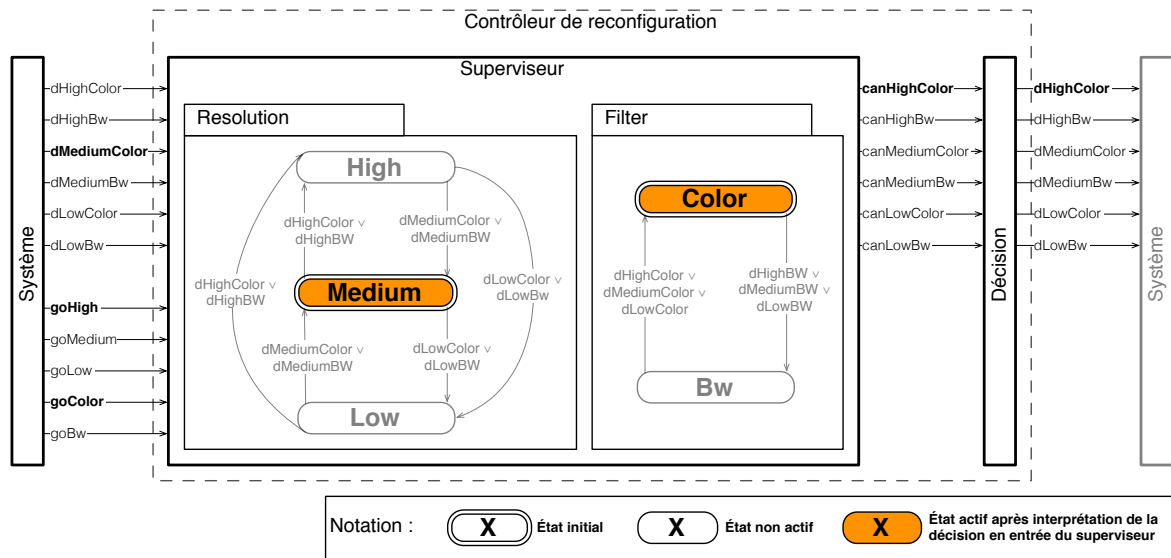 Contrôleur de reconfiguration
Superviseur
Système
dHighColor
dHighBw
dMediumColor
dMediumBw
dLowColor
dLowBw
goHigh
goMedium
goLow
goColor
goBw
Resolution
High
dHighColor ∨
dHighBW
dMediumColor ∨
dMediumBW
dHighColor ∨
dHighBW
dLowColor ∨
dLowBw
Medium
dMediumColor ∨
dMediumBW
dLowColor ∨
dLowBW
Low
Filter
Color
dHighColor ∨
dMediumColor ∨
dLowColor
dHighBW ∨
dMediumBW ∨
dLowBW
Bw
canHighColor
canHighBw
canMediumColor
canMediumBw
canLowColor
canLowBw
Décision
dHighColor
dHighBw
dMediumColor
dMediumBw
dLowColor
dLowBw
Système
Notation :
X
État initial
X
État non actif
X
État actif après interprétation de la
décision en entrée du superviseur